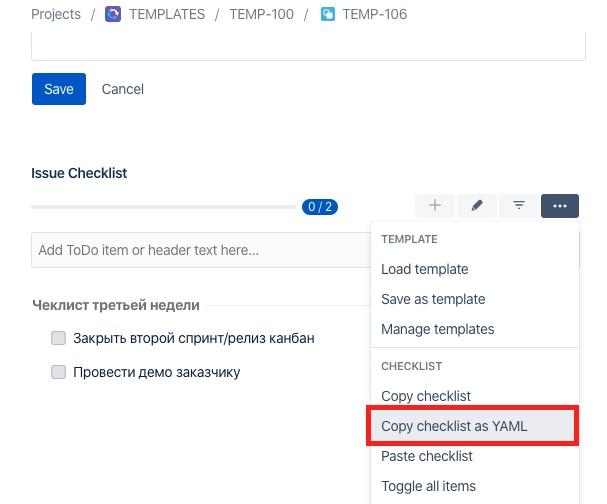 Projects / TEMPLATES / TEMP-100 / TEMP-106
Save Cancel
Issue Checklist
0 / 2
Add ToDo item or header text here...
Чеклист третьей недели
Закрыть второй спринт/релиз канбан
Провести демо заказчику
TEMPLATE
Load template
Save as template
Manage templates
CHECKLIST
Copy checklist
Copy checklist as YAML
Paste checklist
Toggle all items